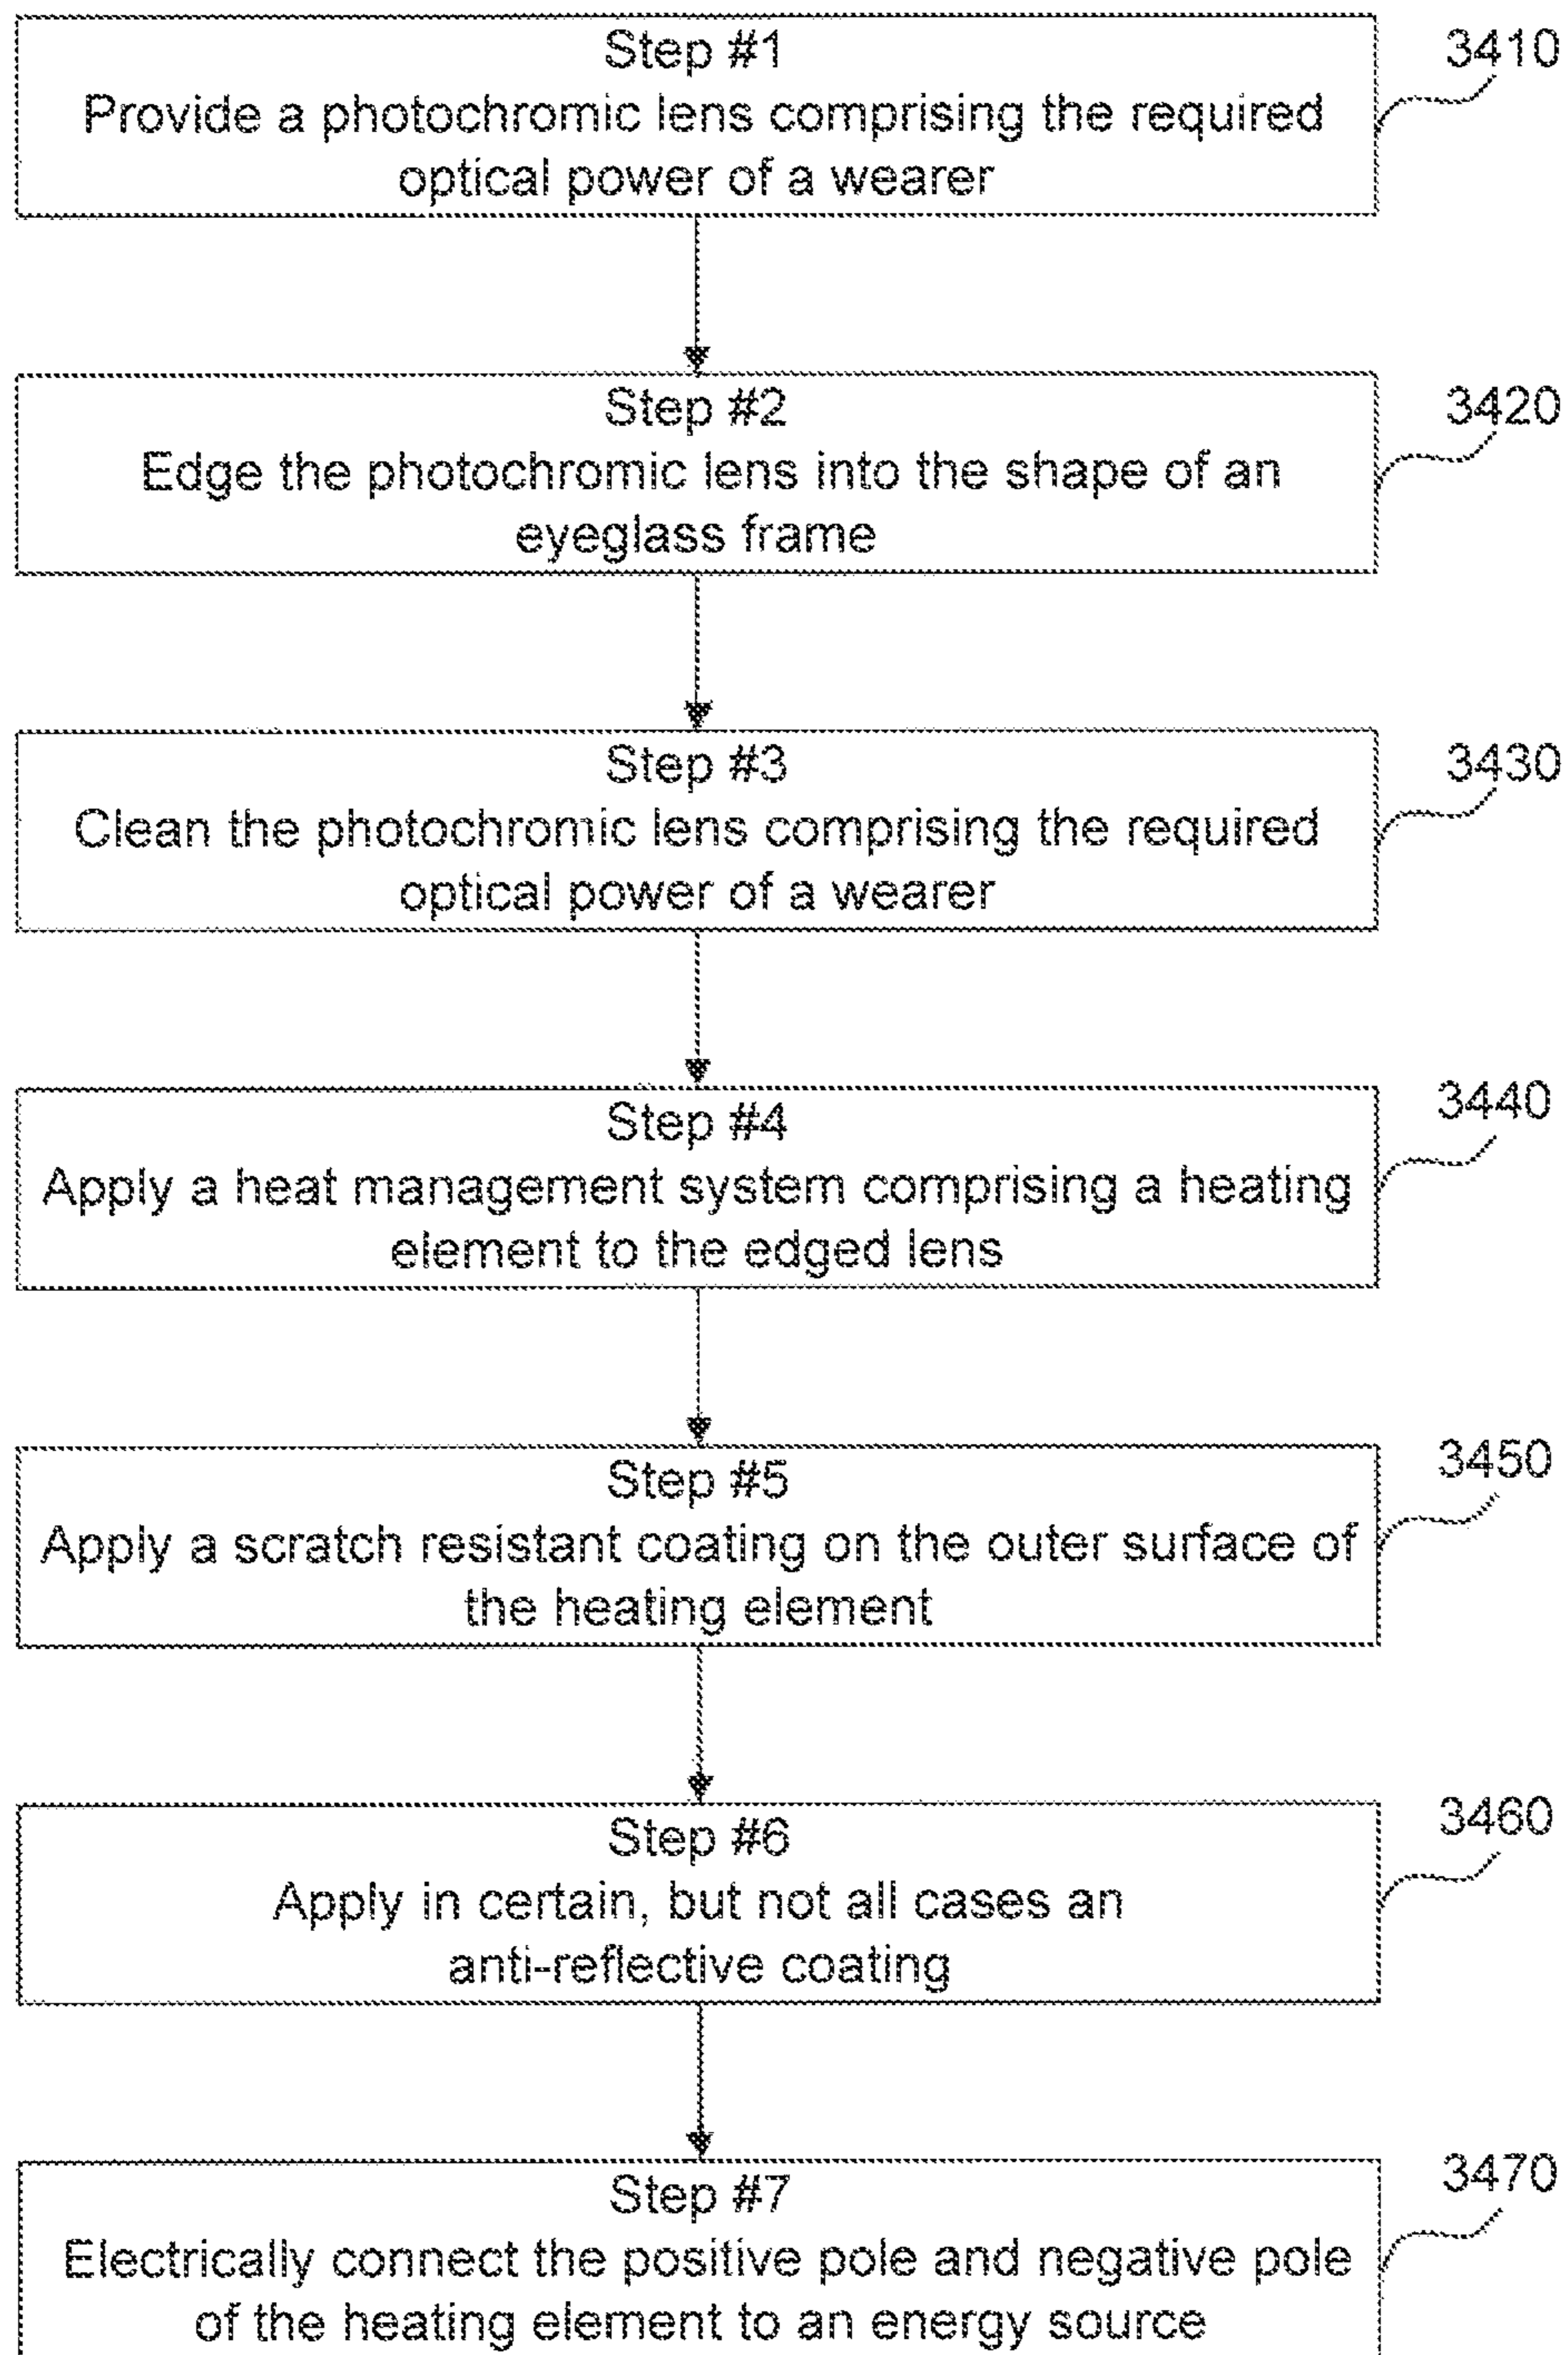 Step #1
3410
Provide a photochromic lens comprising the required
optical power of a wearer
Step #2
3420
Edge the photochromic lens into the shape of an
eyeglass frame
Step #3
3430
Clean the photochromic lens comprising the required
optical power of a wearer
Step #4
3440
Apply a heat management system comprising a heating
element to the edged lens
Step #5
3450
Apply a scratch resistant coating on the outer surface of
the heating element
Step #6
3460
Apply in certain, but not all cases an
anti-reflective coating
Step #7
3470
Electrically connect the positive pole and negative pole
of the heating element to an energy source